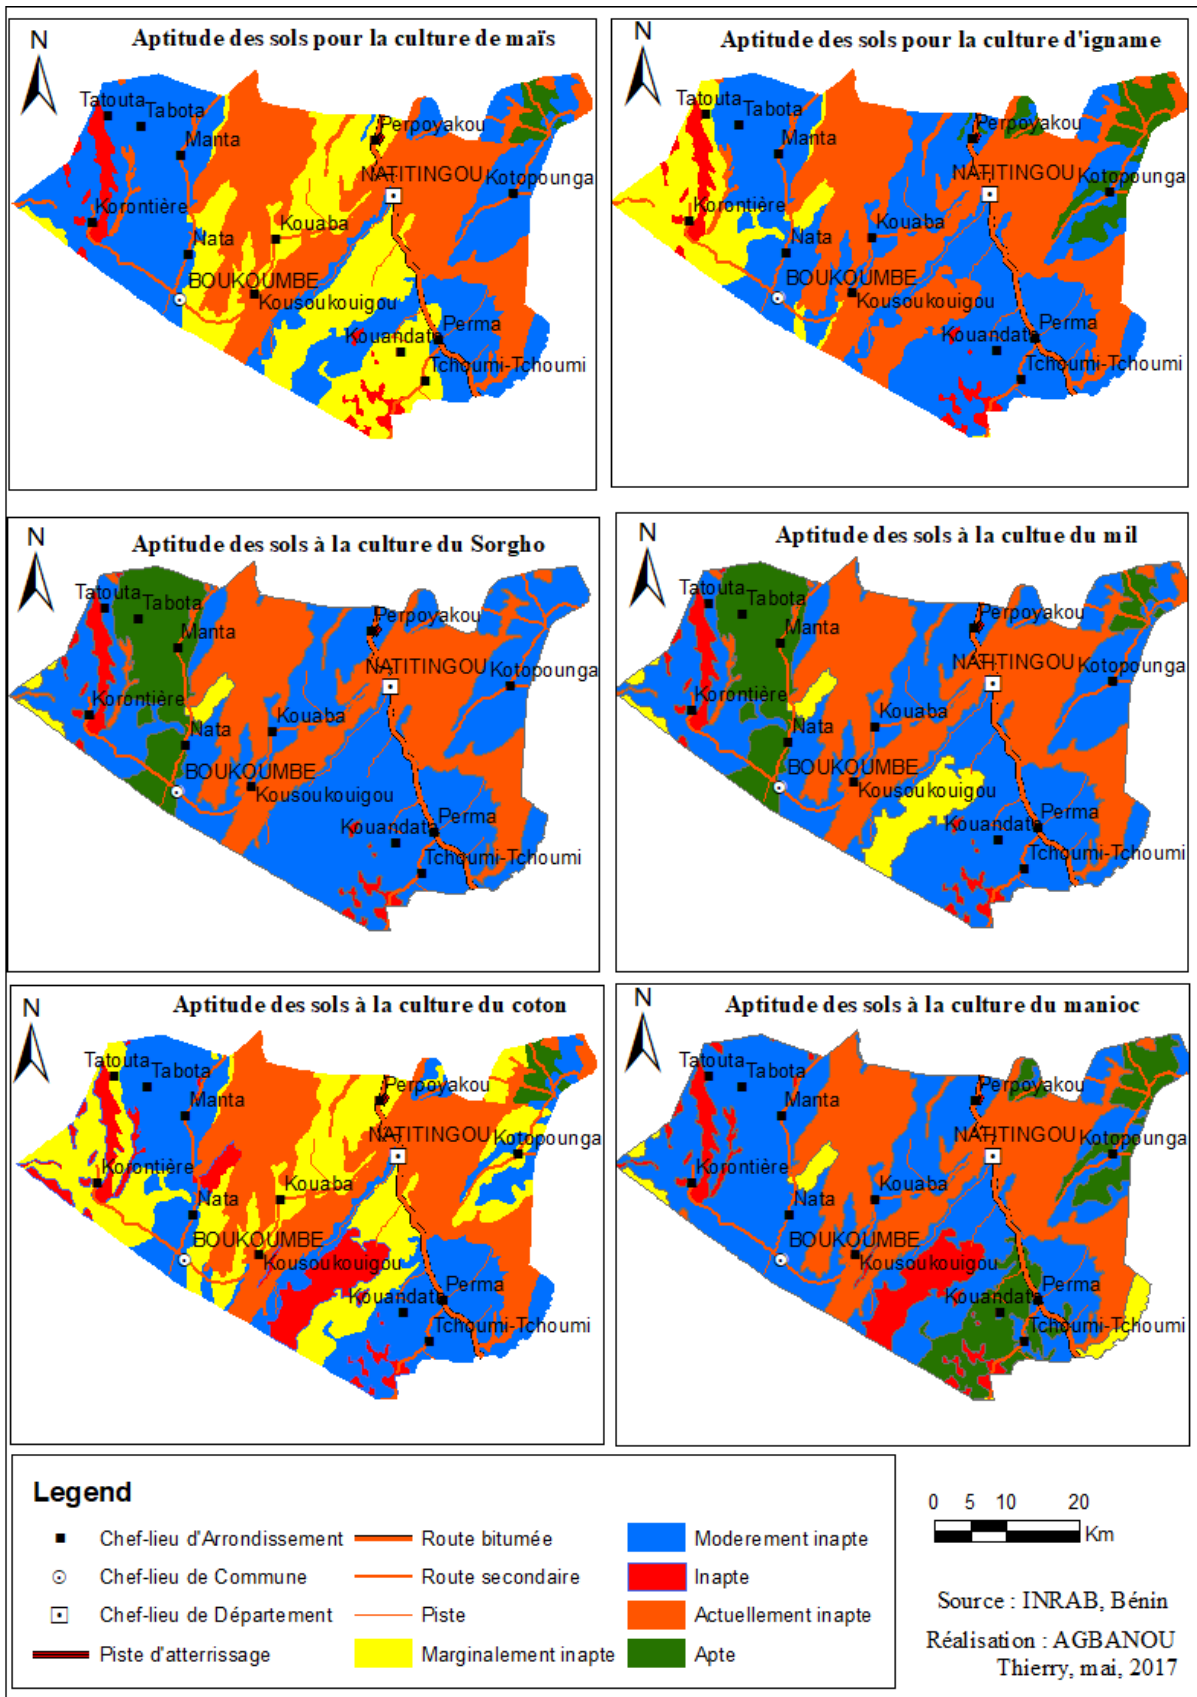 Aptitude des sols pour la culture de maïs
N
Tatouta
Tabota
Manta
Perpoyakou
NATITINGOU
Kotopounga
Korontière
Nata
Kouaba
BOUKOUMBE
Kousoukouigou
Kouandata
Perma
Tchoumi-Tchoumi
Aptitude des sols pour la culture d'igname
N
Tatouta
Tabota
Manta
Perpoyakou
NATITINGOU
Kotopounga
Korontière
Nata
Kouaba
BOUKOUMBE
Kousoukouigou
Kouandata
Perma
Tchoumi-Tchoumi
Aptitude des sols à la culture du Sorgho
N
Tatouta
Tabota
Manta
Perpoyakou
NATITINGOU
Kotopounga
Korontière
Nata
Kouaba
BOUKOUMBE
Kousoukouigou
Kouandata
Perma
Tchoumi-Tchoumi
Aptitude des sols à la cultue du mil
N
Tatouta
Tabota
Manta
Perpoyakou
NATITINGOU
Kotopounga
Korontière
Nata
Kouaba
BOUKOUMBE
Kousoukouigou
Kouandata
Perma
Tchoumi-Tchoumi
Aptitude des sols à la culture du coton
N
Tatouta
Tabota
Manta
Perpoyakou
NATITINGOU
Kotopounga
Korontière
Nata
Kouaba
BOUKOUMBE
Kousoukouigou
Kouandata
Perma
Tchoumi-Tchoumi
Aptitude des sols à la culture du manioc
N
Tatouta
Tabota
Manta
Perpoyakou
NATITINGOU
Kotopounga
Korontière
Nata
Kouaba
BOUKOUMBE
Kousoukouigou
Kouandata
Perma
Tchoumi-Tchoumi
Legend
Chef-lieu d'Arrondissement
Chef-lieu de Commune
Chef-lieu de Département
Piste d'atterrissage
Route bitumée
Route secondaire
Piste
Marginalement inapte
Moderement inapte
Inapte
Actuellement inapte
Apte
0 5 10 20
Km
Source : INRAB, Bénin
Réalisation : AGBANOU
Thierry, mai, 2017